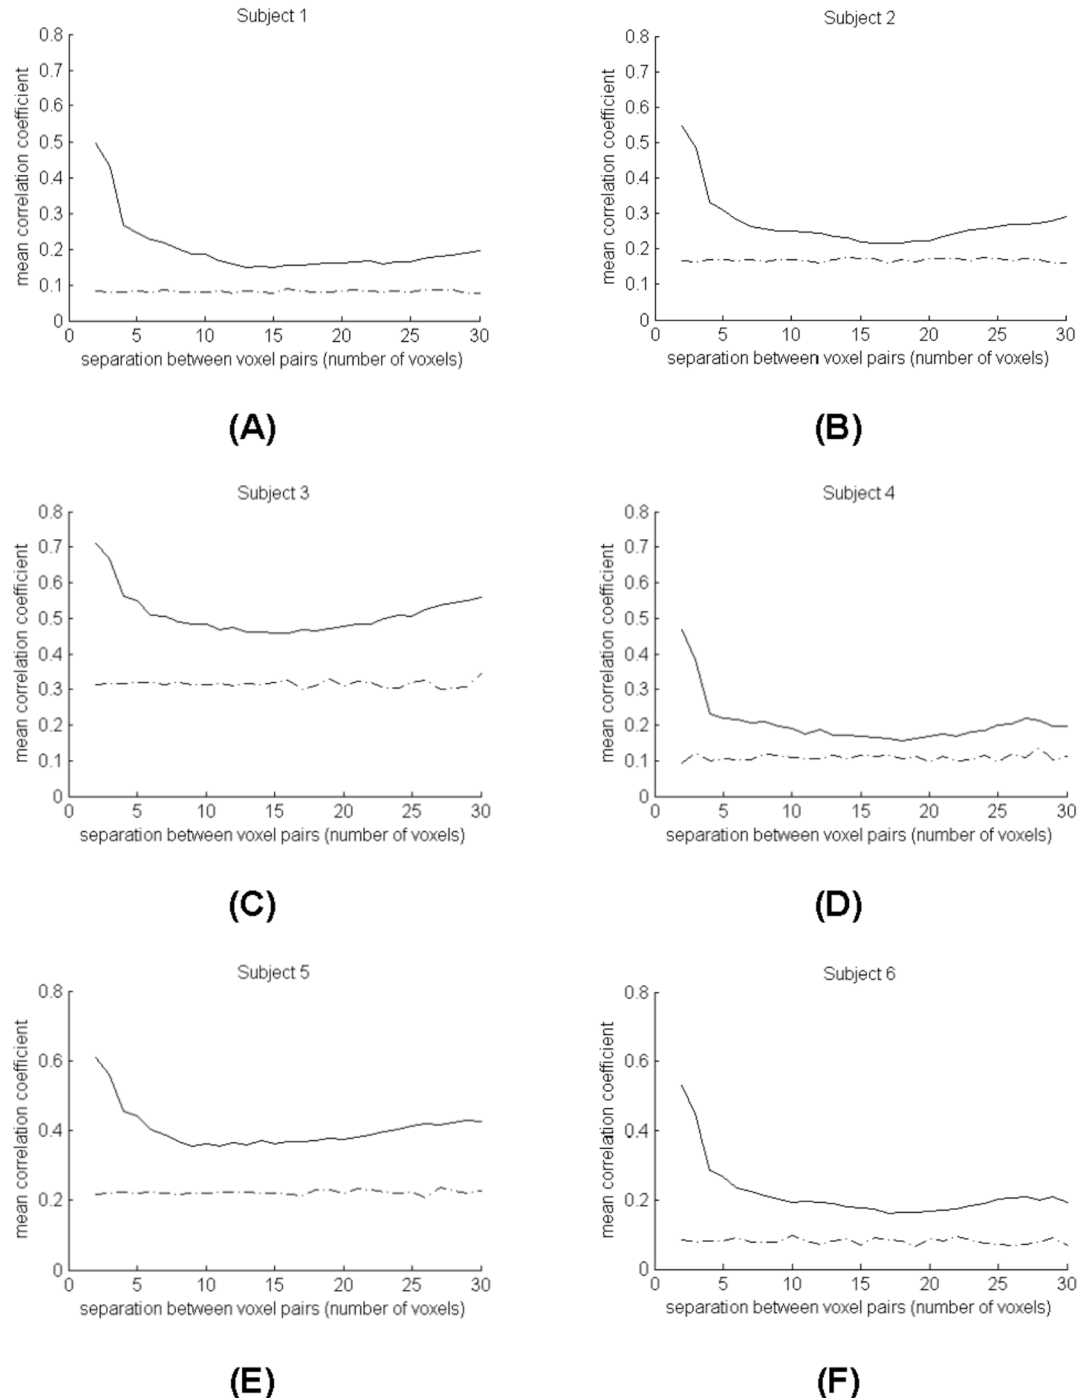 Subject 1
mean correlation coefficient
0.8
0.7
0.6
0.5
0.4
0.3
0.2
0.1
0
0 5 10 15 20 25 30
separation between voxel pairs (number of voxels)
(A)
Subject 2
mean correlation coefficient
0.8
0.7
0.6
0.5
0.4
0.3
0.2
0.1
0
0 5 10 15 20 25 30
separation between voxel pairs (number of voxels)
(B)
Subject 3
mean correlation coefficient
0.8
0.7
0.6
0.5
0.4
0.3
0.2
0.1
0
0 5 10 15 20 25 30
separation between voxel pairs (number of voxels)
(C)
Subject 4
mean correlation coefficient
0.8
0.7
0.6
0.5
0.4
0.3
0.2
0.1
0
0 5 10 15 20 25 30
separation between voxel pairs (number of voxels)
(D)
Subject 5
mean correlation coefficient
0.8
0.6
0.4
0.2
0
0 5 10 15 20 25 30
separation between voxel pairs (number of voxels)
(E)
Subject 6
mean correlation coefficient
0.8
0.6
0.4
0.2
0
0 5 10 15 20 25 30
separation between voxel pairs (number of voxels)
(F)